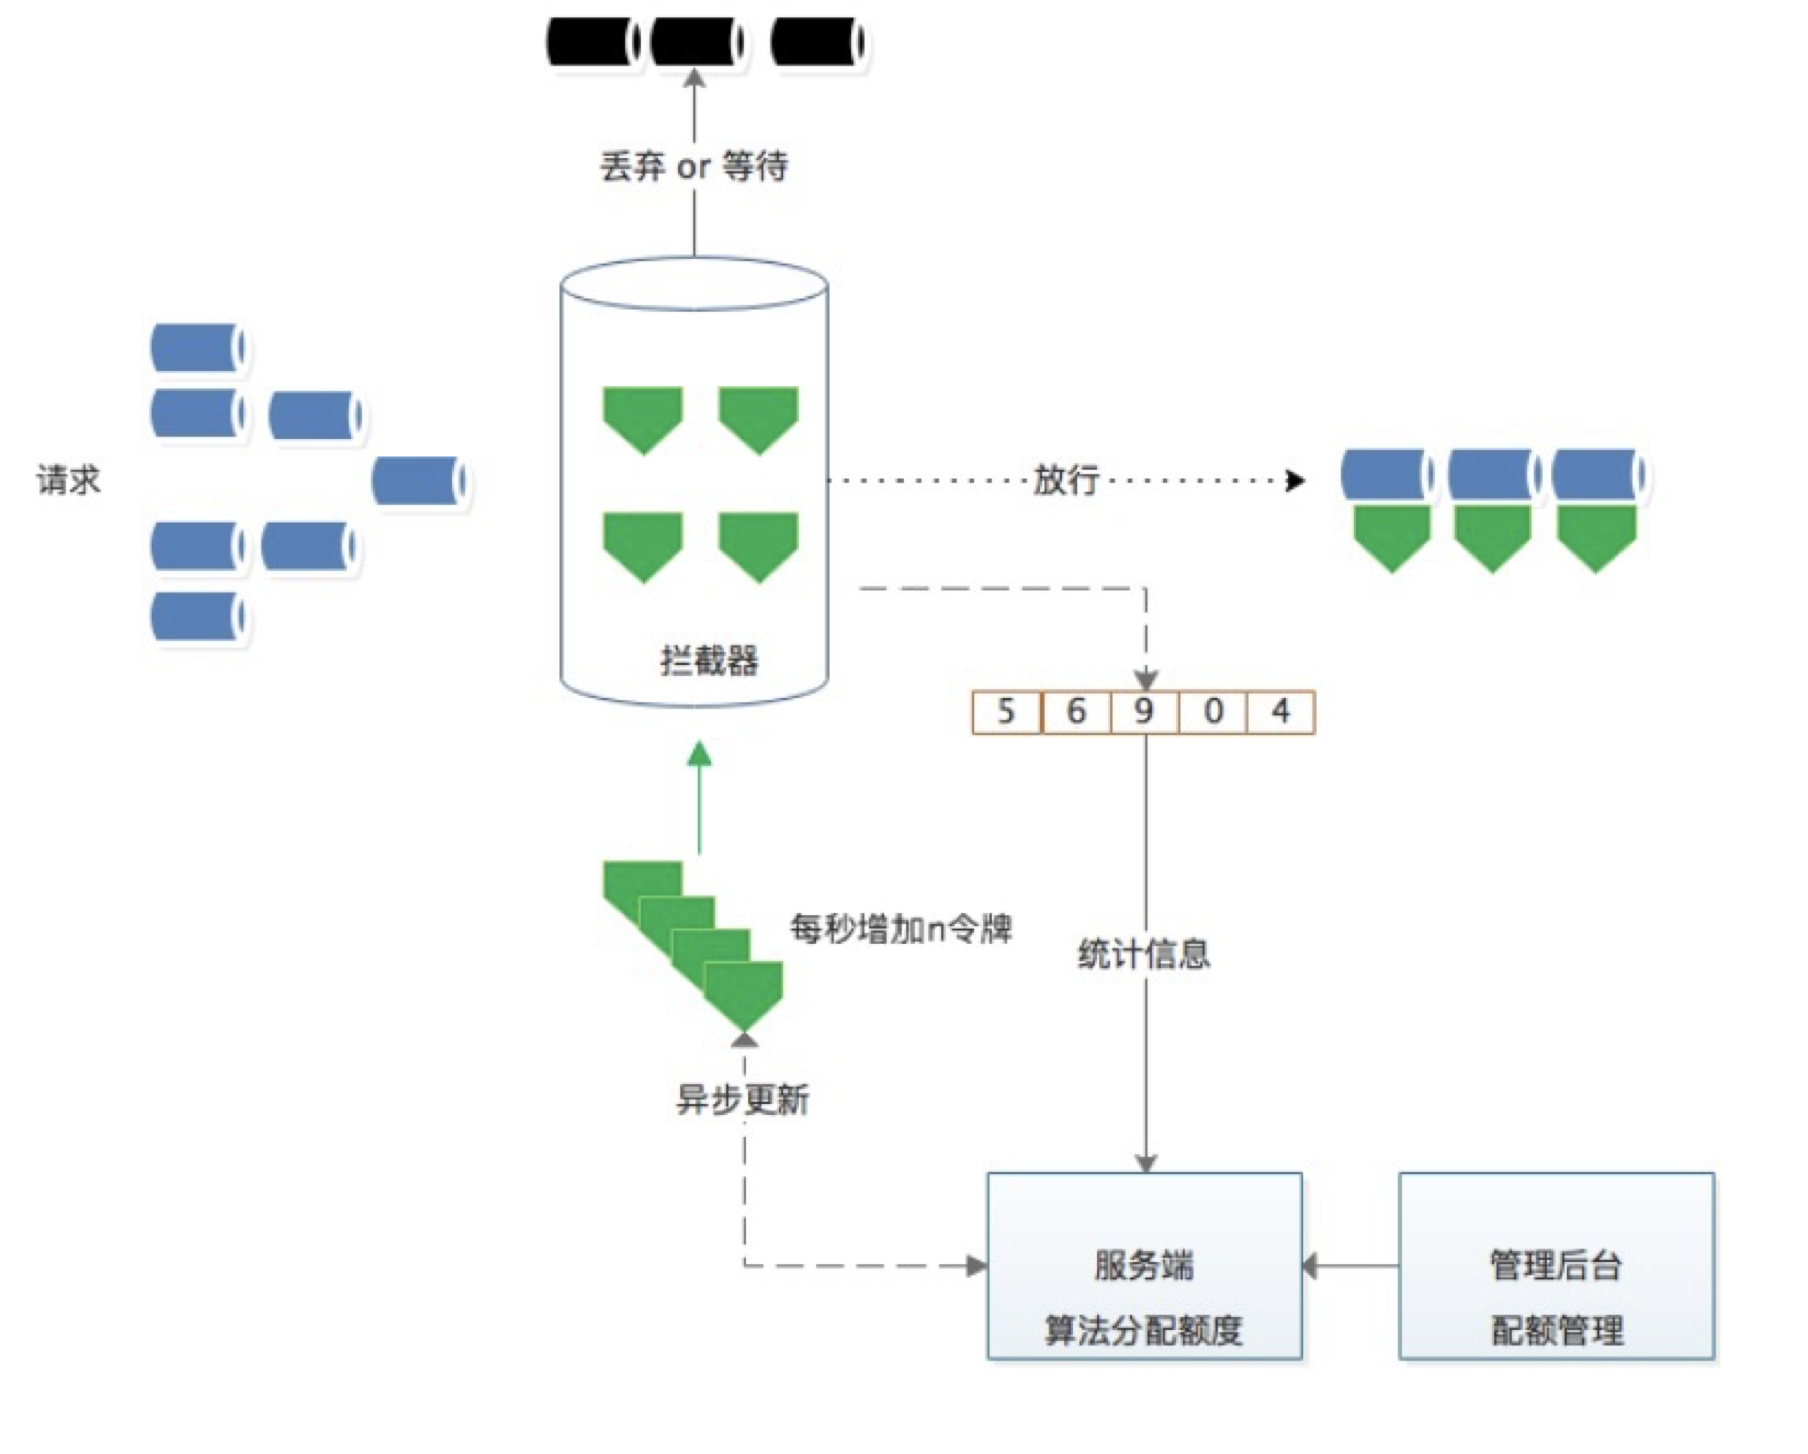 丢弃 or 等待
请求
放行
拦截器
5 6 9 0 4
每秒增加n令牌
统计信息
异步更新
服务端
算法分配额度
管理后台
配额管理